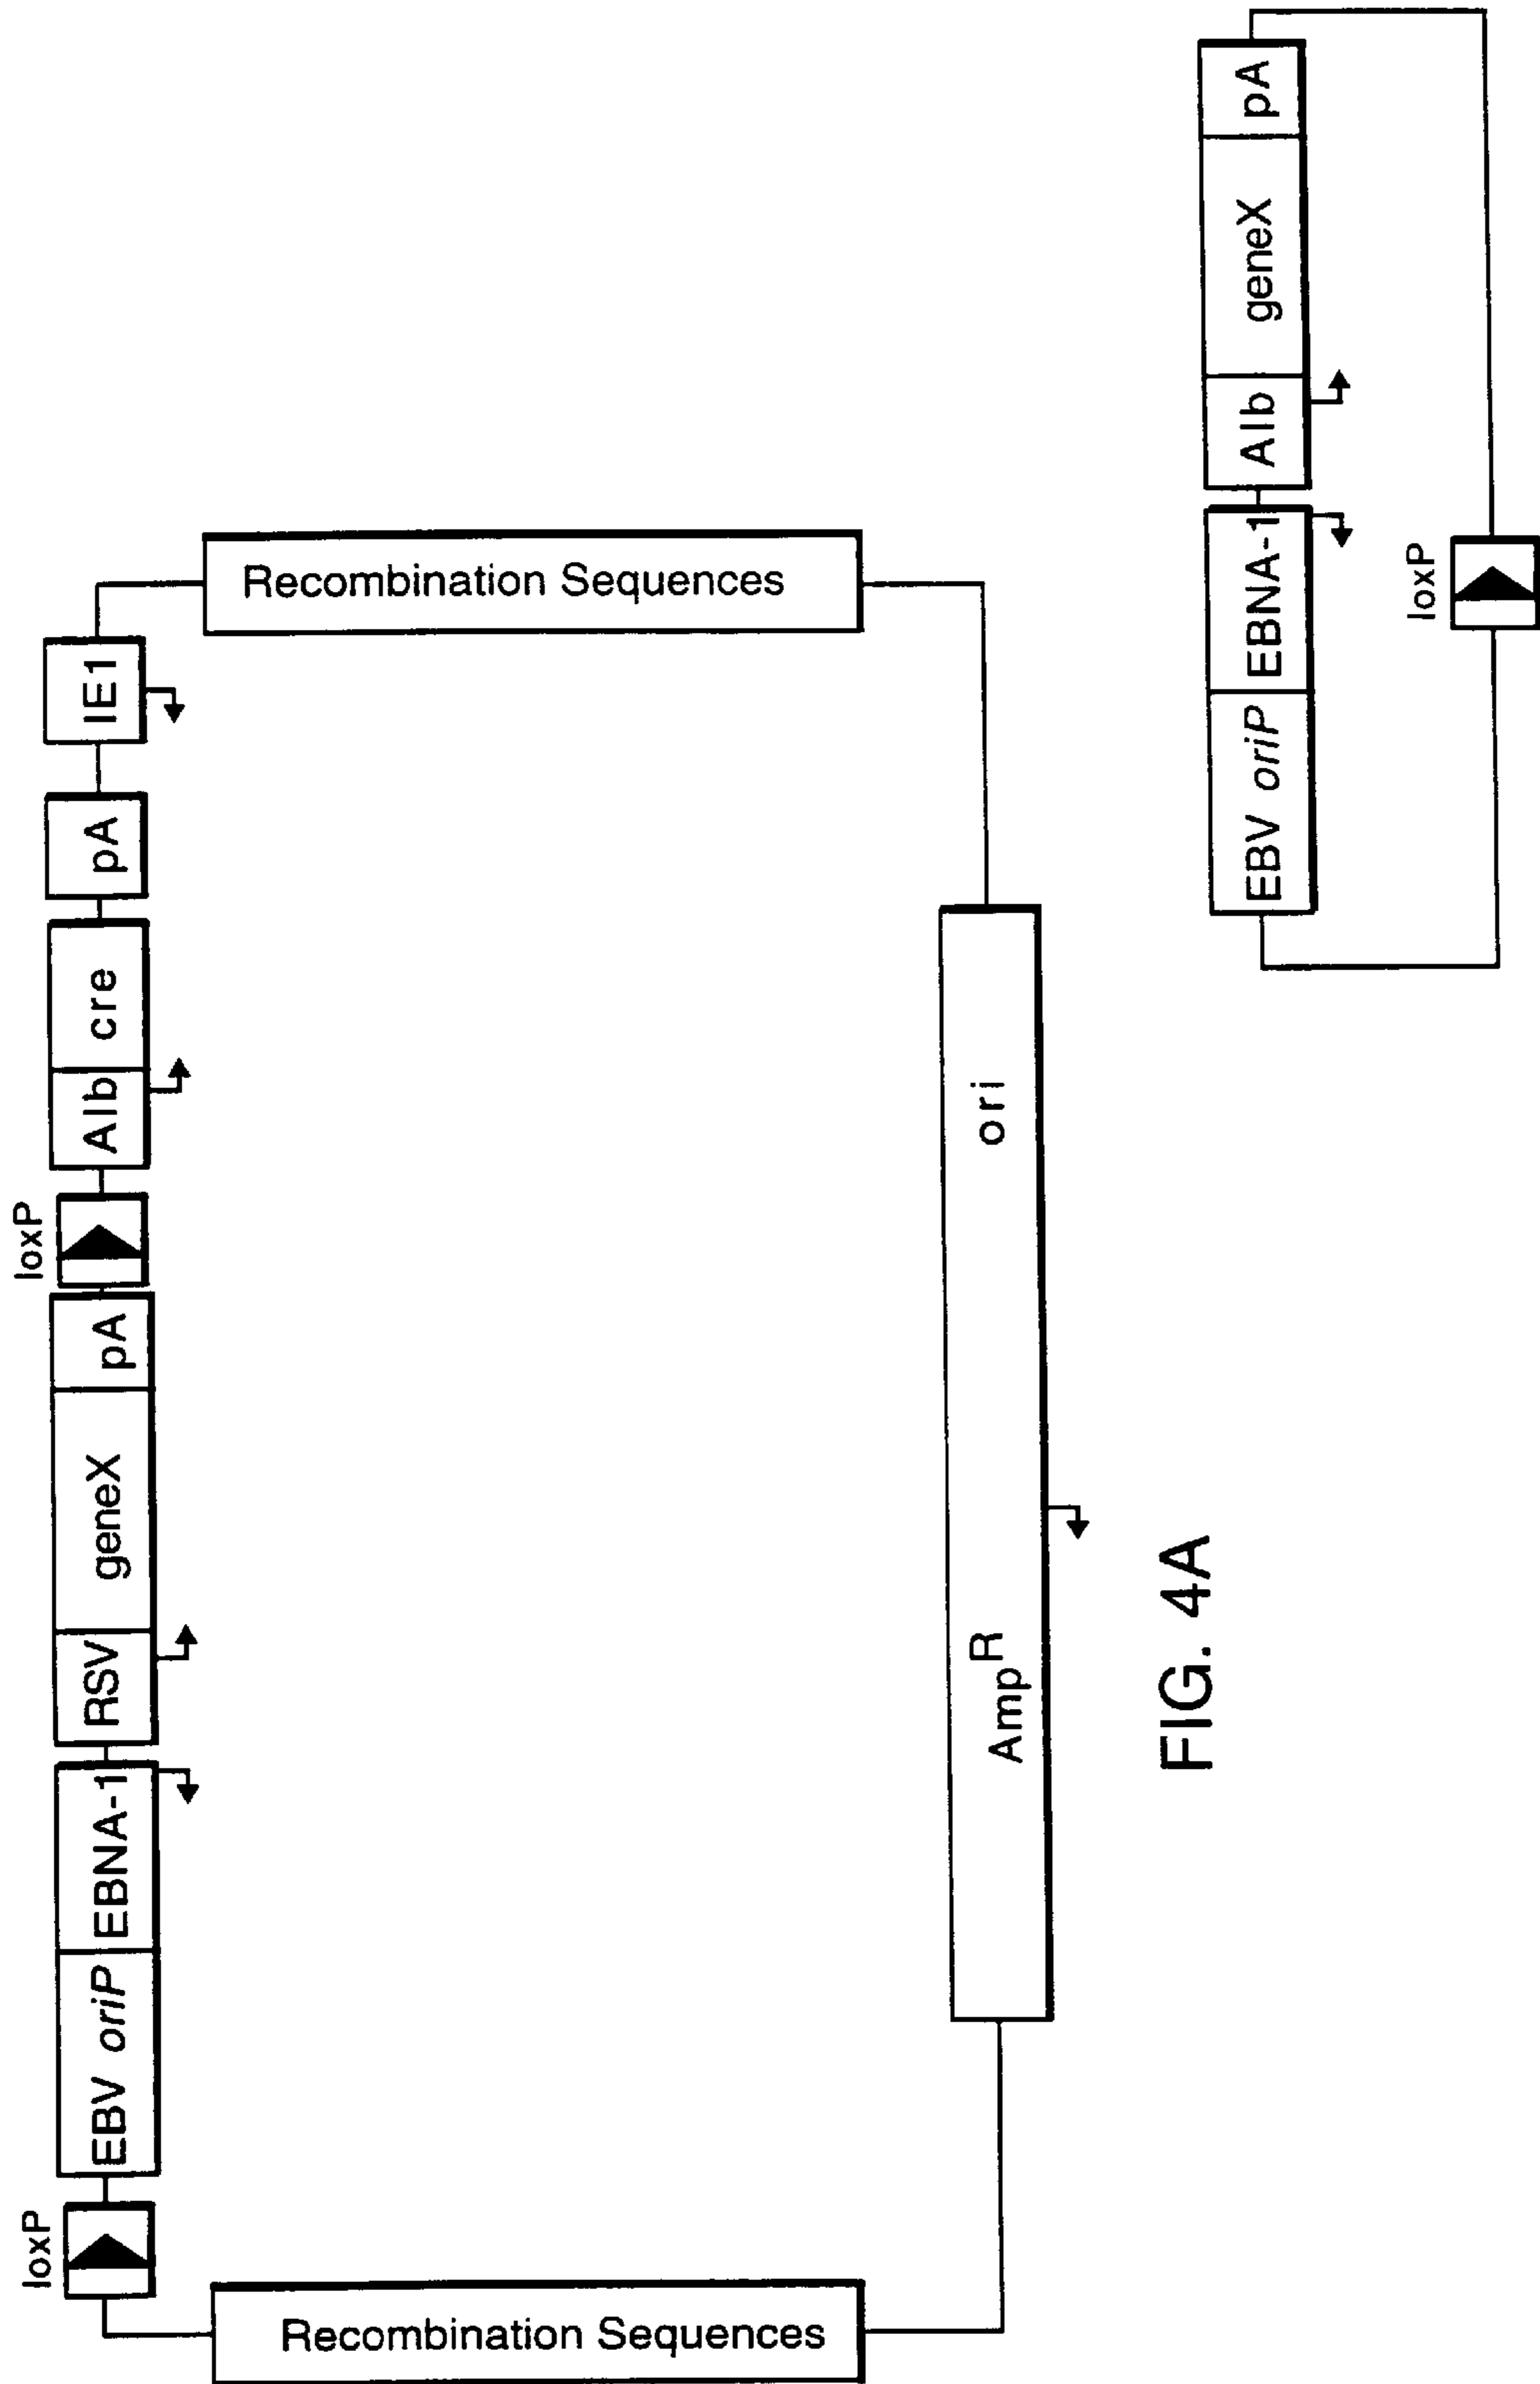 loxP
loxP
EBV oriP
EBNA-1
RSV
geneX
pA
Alb
cre
pA
IE1
Recombination Sequences
Recombination Sequences
Amp^R
ori
FIG. 4A
EBV oriP
EBNA-1
Alb
geneX
pA
loxP